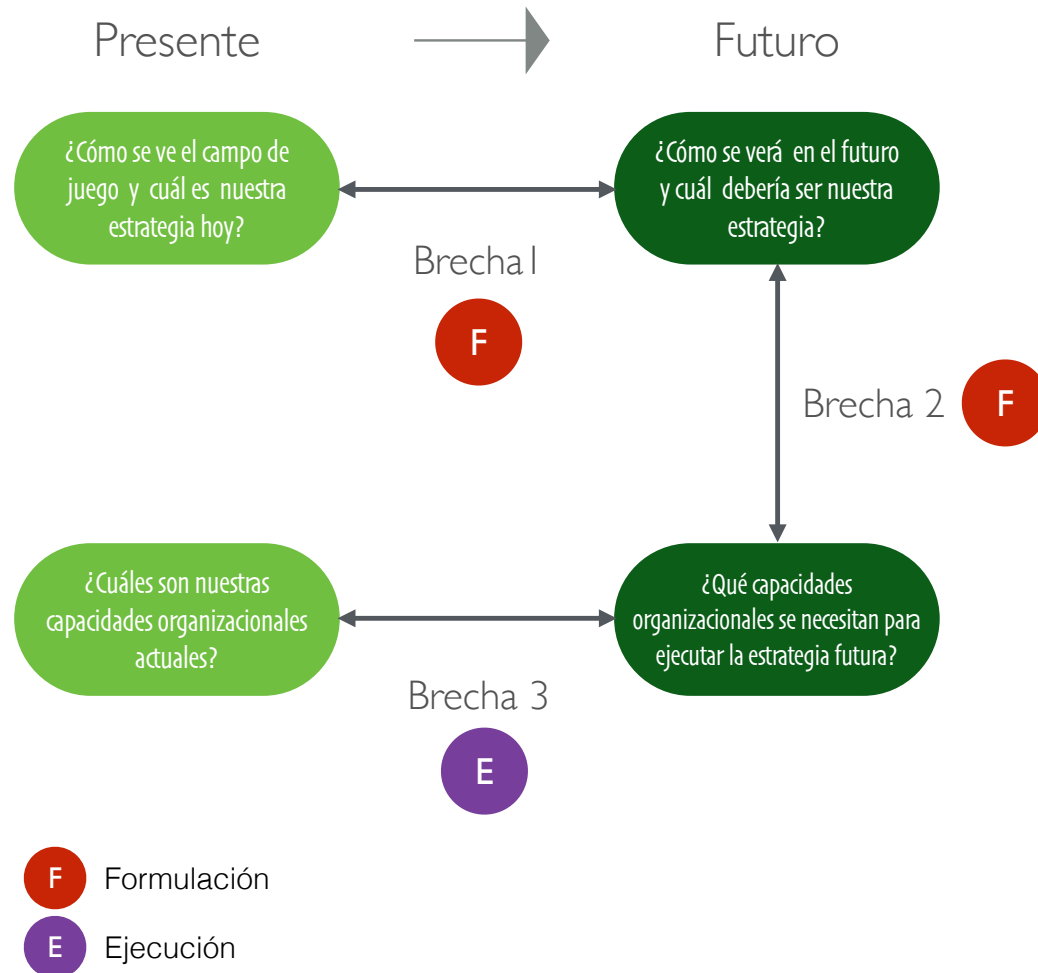 Presente
Futuro
¿Cómo se ve el campo de
juego y cuál es nuestra
estrategia hoy?
¿Cómo se verá en el futuro
y cuál debería ser nuestra
estrategia?
Brecha1
F
Brecha 2
F
¿Cuáles son nuestras
capacidades organizacionales
actuales?
¿Qué capacidades
organizacionales se necesitan para
ejecutar la estrategia futura?
Brecha 3
E
F Formulación
E Ejecución